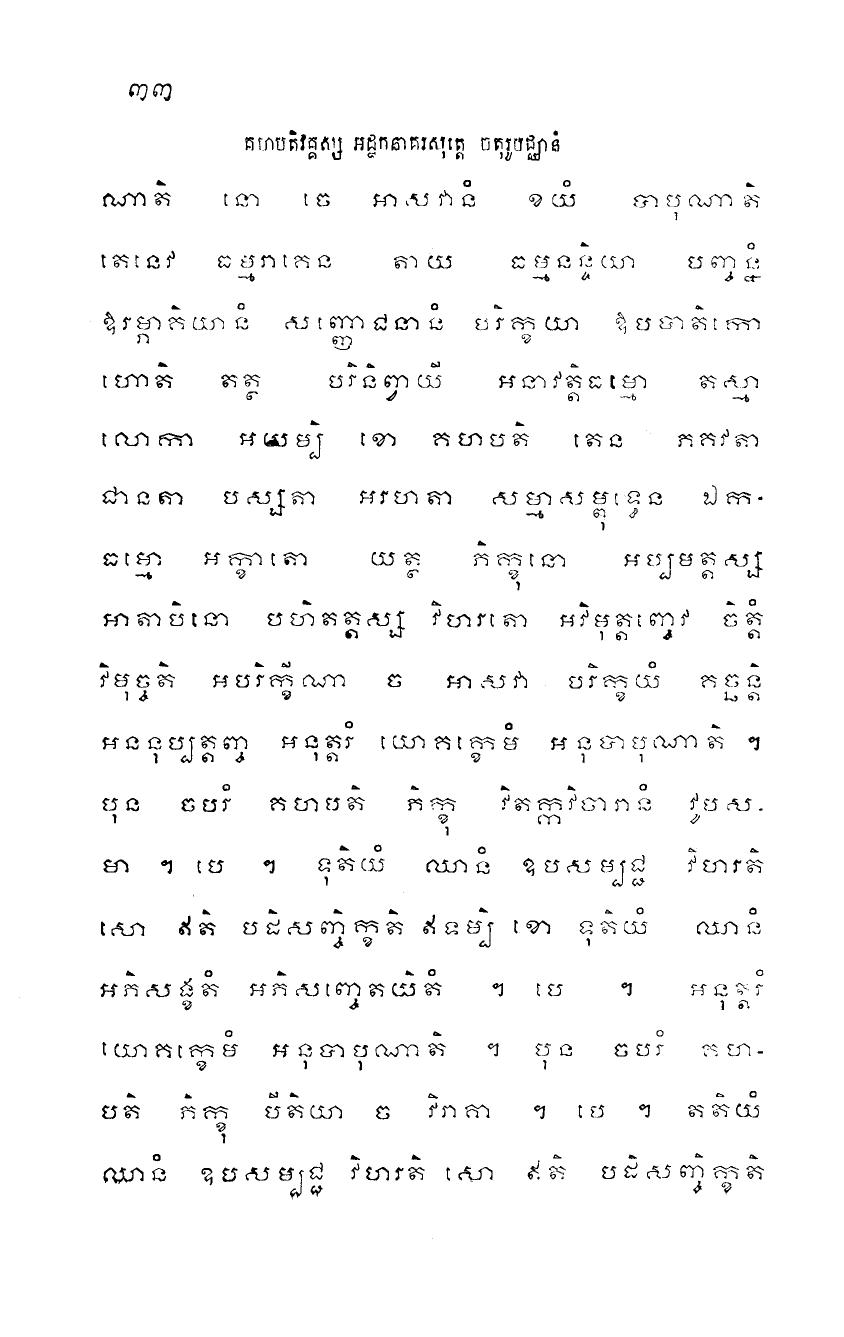 ៣៣
គហបតិវគ្គស្ស អដ្ឋកនាគរសុត្តេ ចតុរូបជ្ឈានំ
ណាតិ នោ ចេ អាសវានំ ខយំ បាបុណាតិ
តេនេវ ធម្មរាគេន តាយ ធម្មនន្ទិយា បញ្ចន្នំ
ឱរម្ភាគិយានំ សញ្ញោជនានំ បរិក្ខយា ឱបបាតិកោ
ហោតិ តត្ថ បរិនិព្វាយី អនាវត្តិធម្មោ តស្មា
លោកា អយម្បិ ខោ គហបតិ តេន ភគវតា
ជានតា បស្សតា អរហតា សម្មាសម្ពុទ្ធេន ឯក-
ធម្មោ អក្ខាតោ យត្ថ ភិក្ខុនោ អប្បមត្តស្ស
អាតាបិនោ បហិតត្តស្ស វិហរតោ អវិមុត្តញ្ចេវ ចិត្តំ
វិមុច្ចតិ អបរិក្ខីណា ច អាសវា បរិក្ខយំ គច្ឆន្តិ
អននុប្បត្តញ្ច អនុត្តរំ យោគក្ខេមំ អនុបាបុណាតិ ។
បុន ចបរំ គហបតិ ភិក្ខុ វិតក្កវិចារានំ វូបស-
មា ។ បេ ។ ទុតិយំ ឈានំ ឧបសម្បជ្ជ វិហរតិ
សោ ឥតិ បដិសញ្ចិក្ខតិ ឥទម្បិ ខោ ទុតិយំ ឈានំ
អភិសង្ខតំ អភិសញ្ចេតយិតំ ។ បេ ។ អនុត្តរំ
យោគក្ខេមំ អនុបាបុណាតិ ។ បុន ចបរំ គហ-
បតិ ភិក្ខុ បីតិយា ច វិរាគា ។ បេ ។ តតិយំ
ឈានំ ឧបសម្បជ្ជ វិហរតិ សោ ឥតិ បដិសញ្ចិក្ខតិ